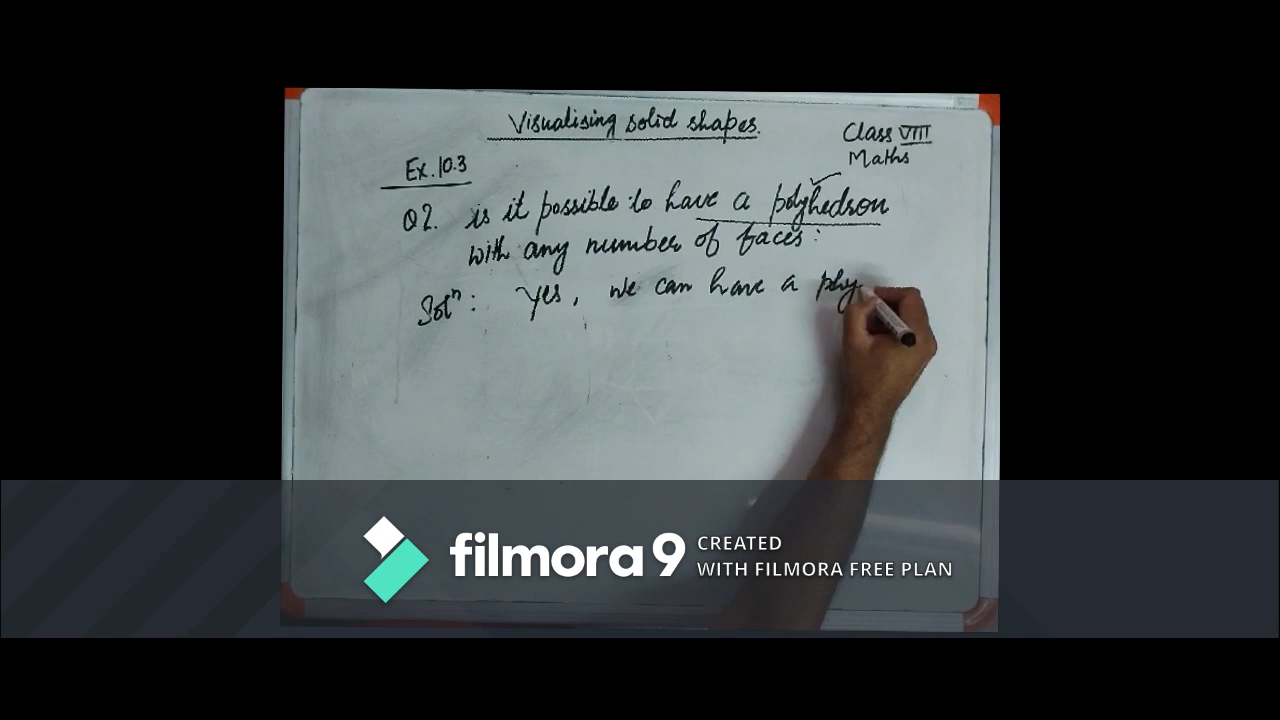 Visualising solid shapes.
Class VIII
Maths
Ex. 10.3
Q2. is it possible to have a polyhedron
with any number of faces:
Solⁿ: Yes, we can have a phy
filmora 9
CREATED
WITH FILMORA FREE PLAN